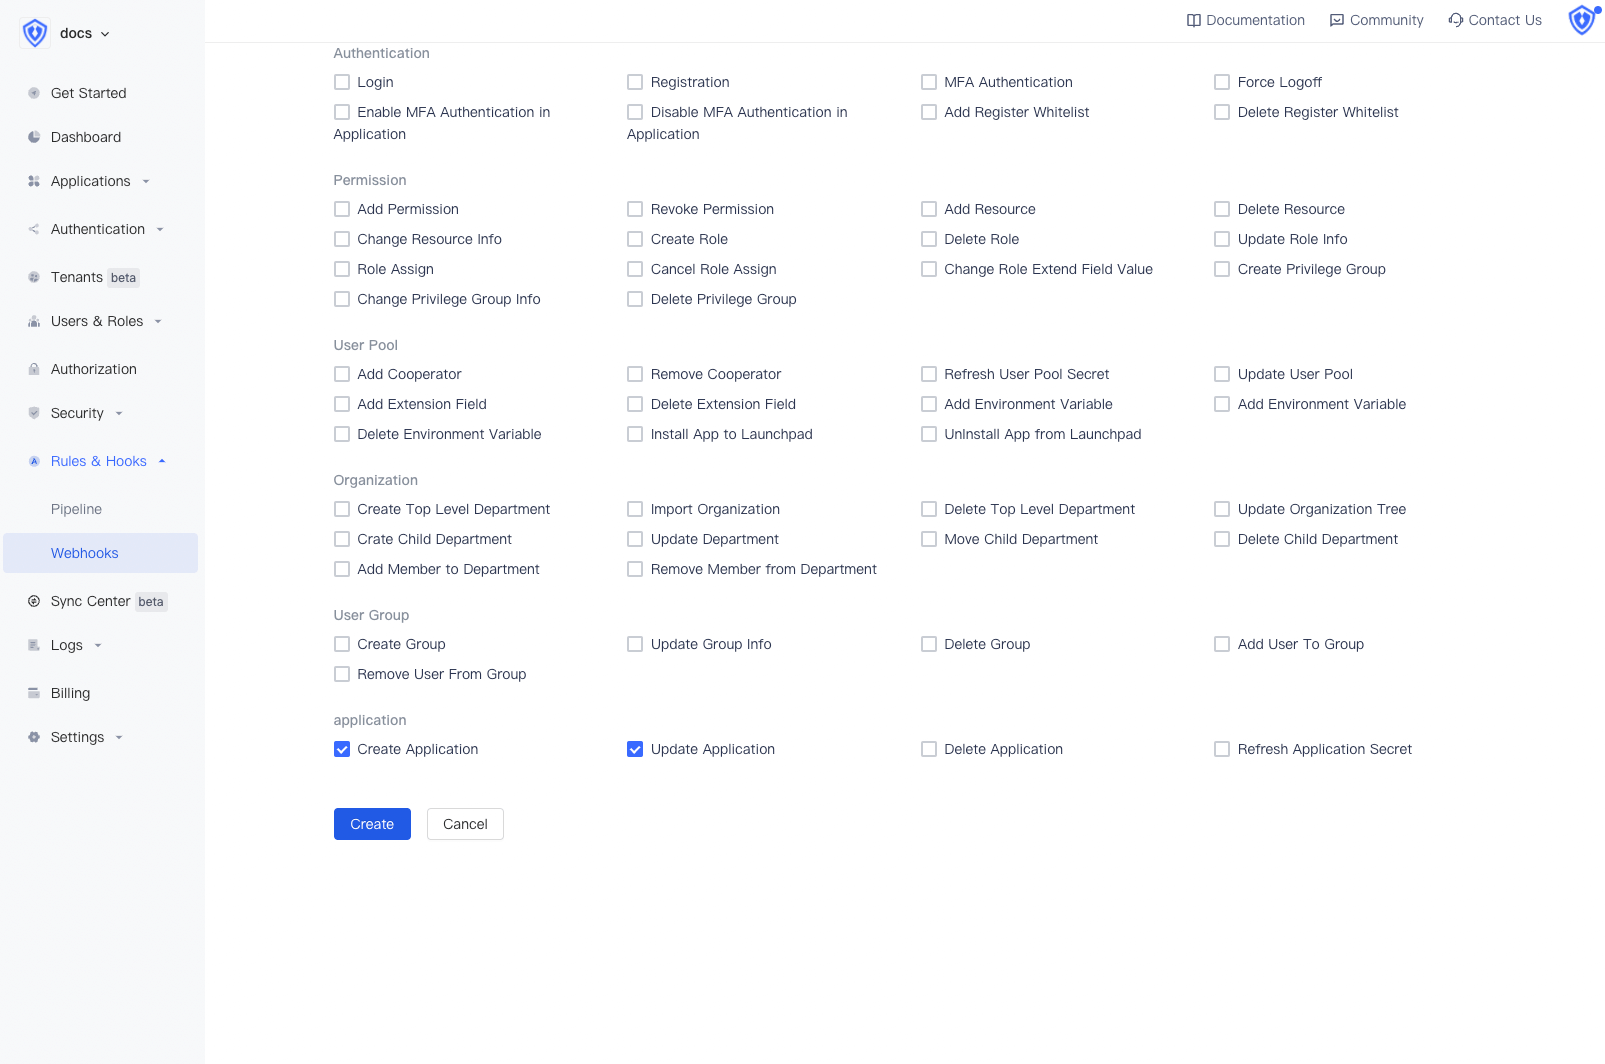 docs
Documentation
Community
Contact Us
Get Started
Dashboard
Applications
Authentication
Tenants beta
Users & Roles
Authorization
Security
Rules & Hooks
Pipeline
Webhooks
Sync Center beta
Logs
Billing
Settings
Authentication
Login
Registration
MFA Authentication
Force Logoff
Enable MFA Authentication in
Application
Disable MFA Authentication in
Application
Add Register Whitelist
Delete Register Whitelist
Permission
Add Permission
Revoke Permission
Add Resource
Delete Resource
Change Resource Info
Create Role
Delete Role
Update Role Info
Role Assign
Cancel Role Assign
Change Role Extend Field Value
Create Privilege Group
Change Privilege Group Info
Delete Privilege Group
User Pool
Add Cooperator
Remove Cooperator
Refresh User Pool Secret
Update User Pool
Add Extension Field
Delete Extension Field
Add Environment Variable
Add Environment Variable
Delete Environment Variable
Install App to Launchpad
UnInstall App from Launchpad
Organization
Create Top Level Department
Import Organization
Delete Top Level Department
Update Organization Tree
Crate Child Department
Update Department
Move Child Department
Delete Child Department
Add Member to Department
Remove Member from Department
User Group
Create Group
Update Group Info
Delete Group
Add User To Group
Remove User From Group
application
Create Application
Update Application
Delete Application
Refresh Application Secret
Create
Cancel